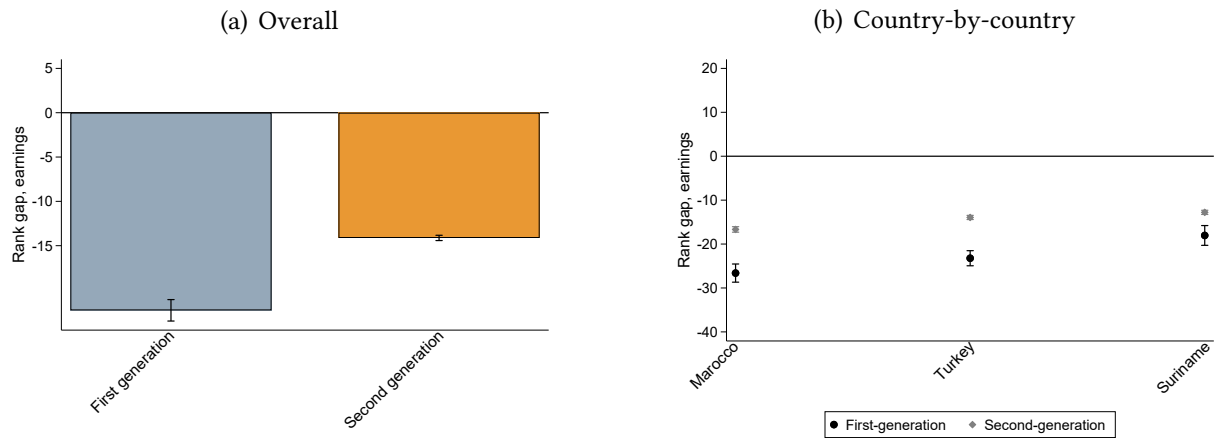 (a) Overall
5
0
-5
-10
-15
Rank gap, earnings
First generation
Second generation
(b) Country-by-country
20
10
0
-10
-20
-30
-40
Rank gap, earnings
Marocco
Turkey
Suriname
First-generation
Second-generation